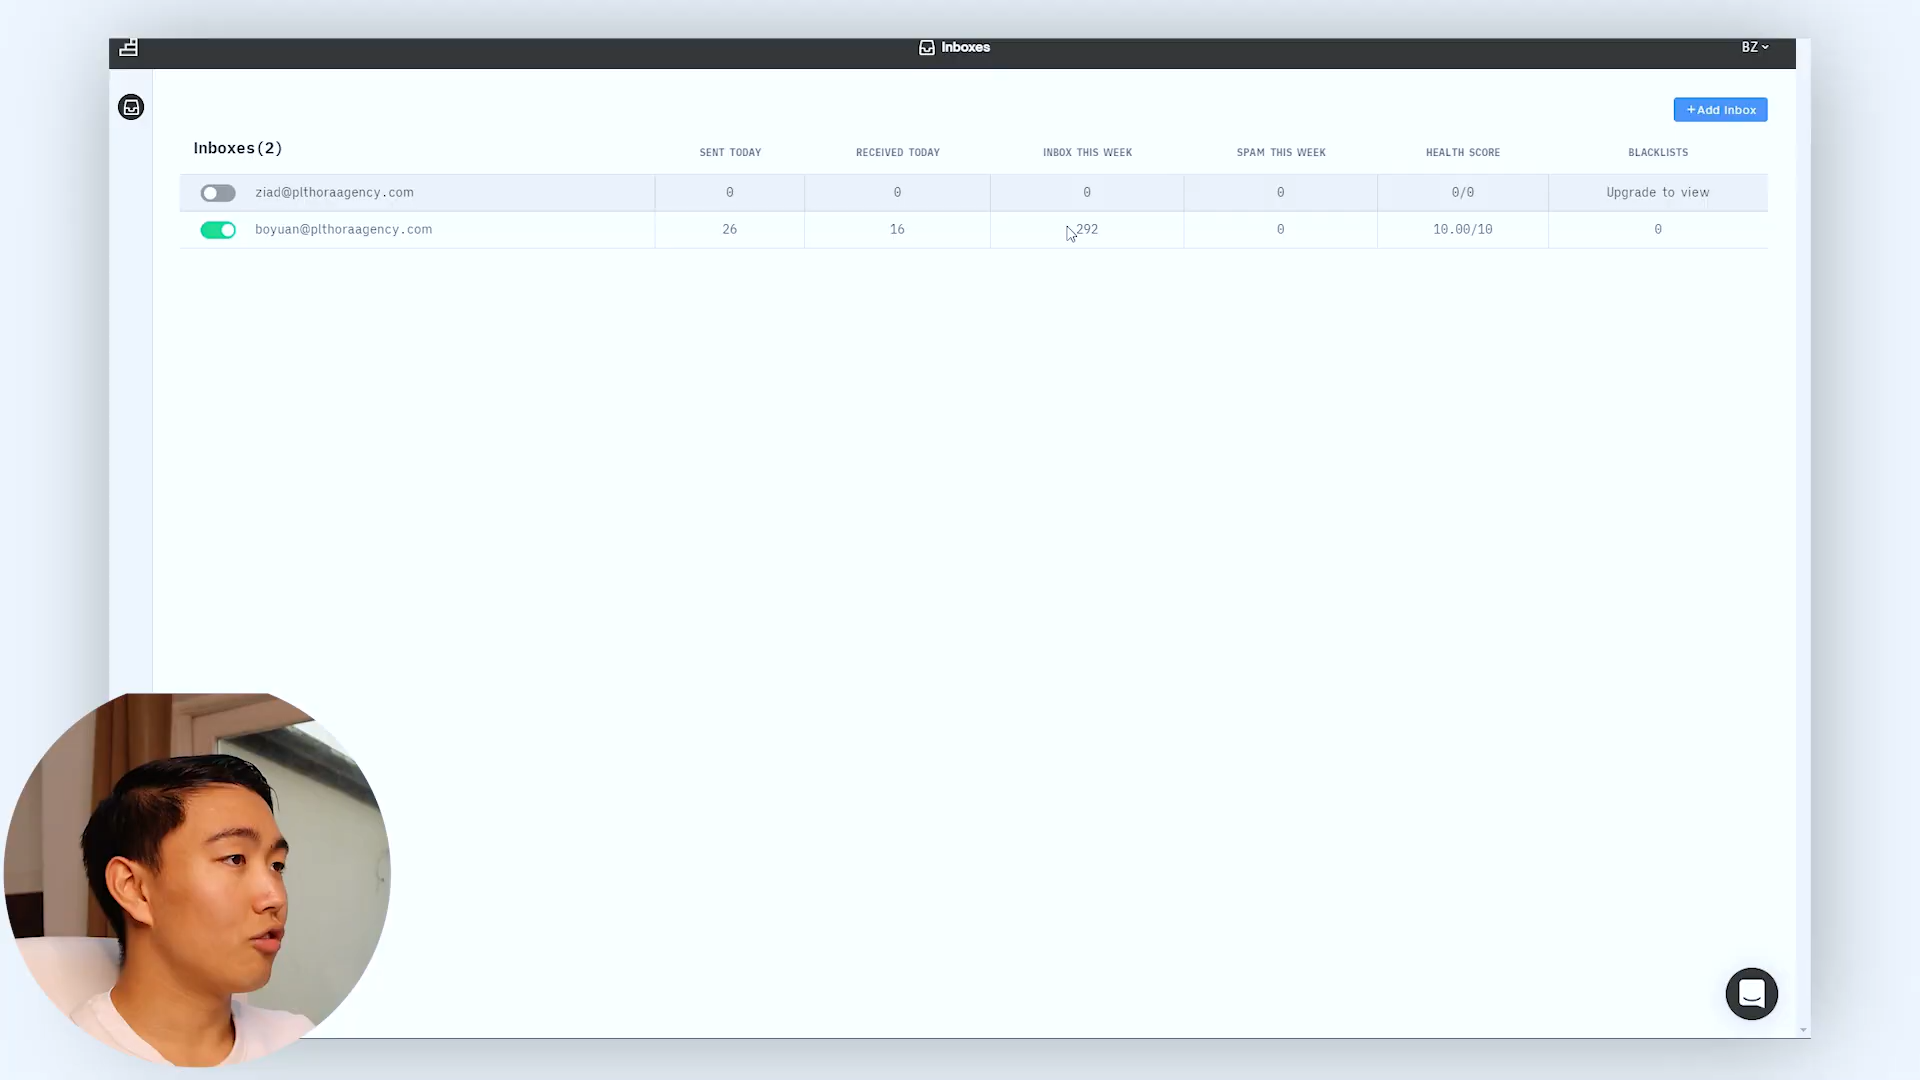 Inboxes
BZ
+Add Inbox
Inboxes(2)
SENT TODAY RECEIVED TODAY INBOX THIS WEEK SPAM THIS WEEK HEALTH SCORE BLACKLISTS
ziad@plthoraagency.com 0 0 0 0 0/0 Upgrade to view
boyuan@plthoraagency.com 26 16 292 0 10.00/10 0